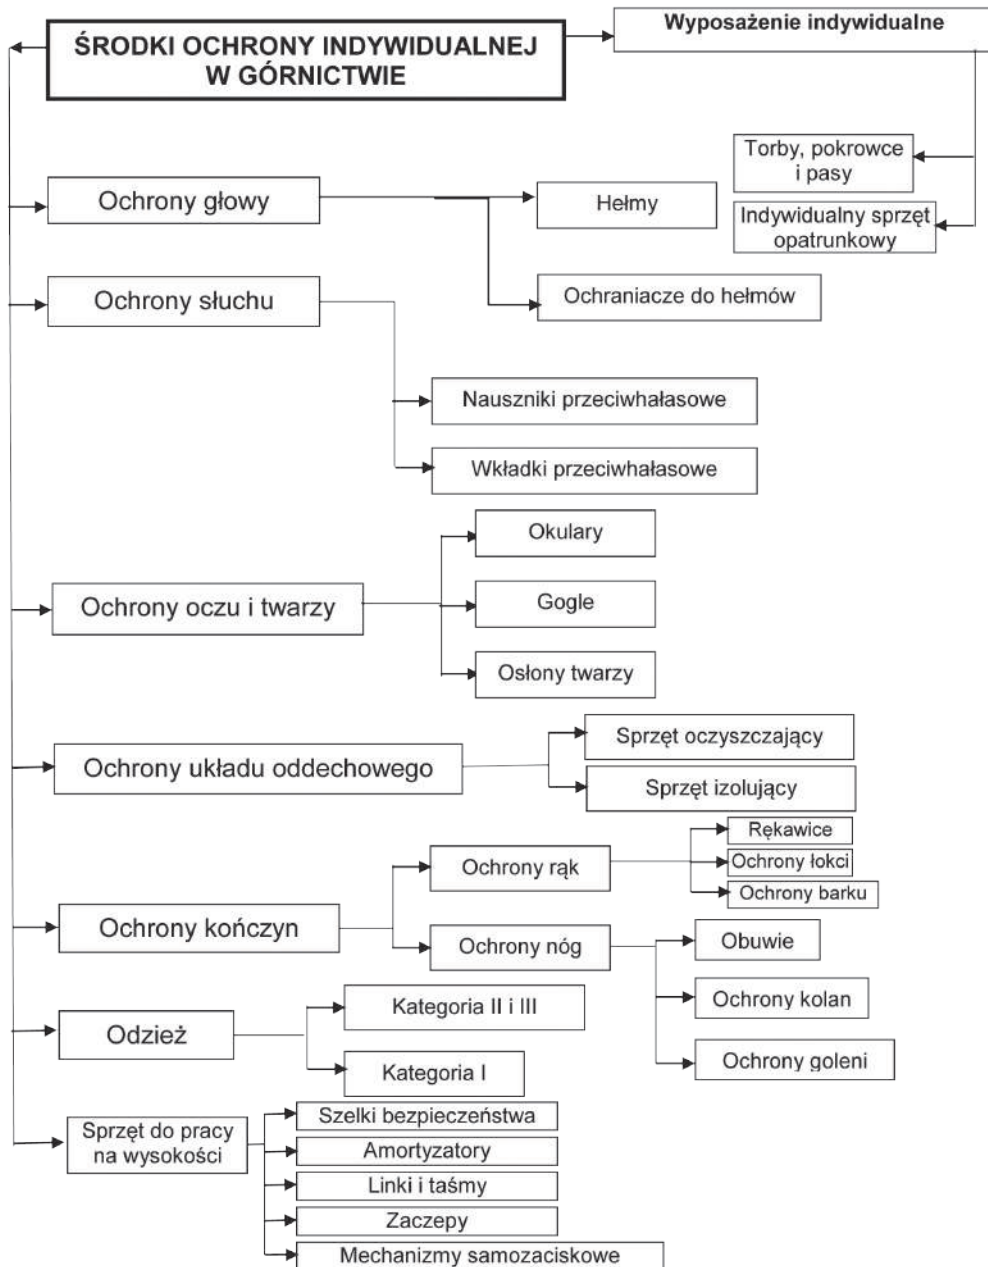 ŚRODKI OCHRONY INDYWIDUALNEJ
W GÓRNICTWIE
Wyposażenie indywidualne
Torby, pokrowce
i pasy
Indywidualny sprzęt
opatrunkowy
Ochrony głowy
Hełmy
Ochraniacze do hełmów
Ochrony słuchu
Nauszniki przeciwhałasowe
Wkładki przeciwhałasowe
Ochrony oczu i twarzy
Okulary
Gogle
Osłony twarzy
Ochrony układu oddechowego
Sprzęt oczyszczający
Sprzęt izolujący
Ochrony kończyn
Ochrony rąk
Rękawice
Ochrony łokci
Ochrony barku
Ochrony nóg
Obuwie
Ochrony kolan
Ochrony goleni
Odzież
Kategoria II i III
Kategoria I
Sprzęt do pracy
na wysokości
Szelki bezpieczeństwa
Amortyzatory
Linki i taśmy
Zaczepy
Mechanizmy samozaciskowe